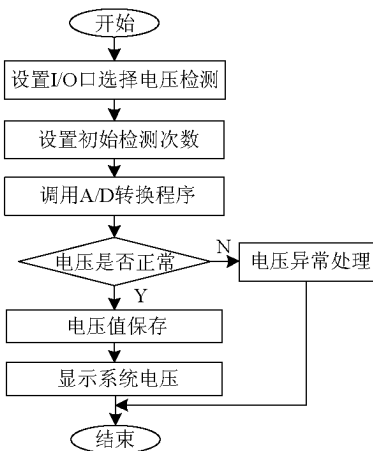 开始
设置I/O口选择电压检测
设置初始检测次数
调用A/D转换程序
电压是否正常
N
电压异常处理
Y
电压值保存
显示系统电压
结束